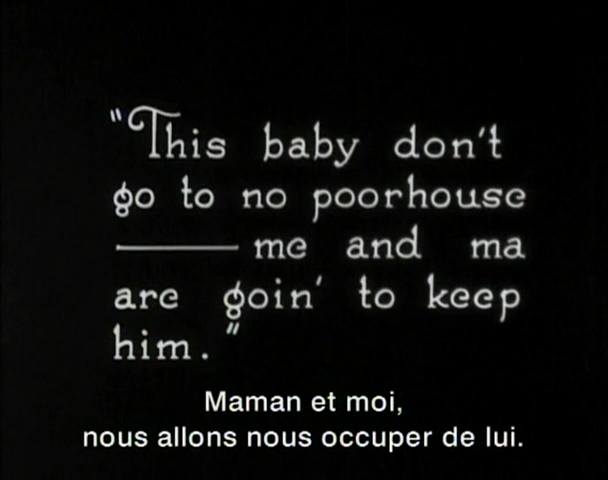 "This baby don't
go to no poorhouse
—— me and ma
are goin' to keep
him."
Maman et moi,
nous allons nous occuper de lui.